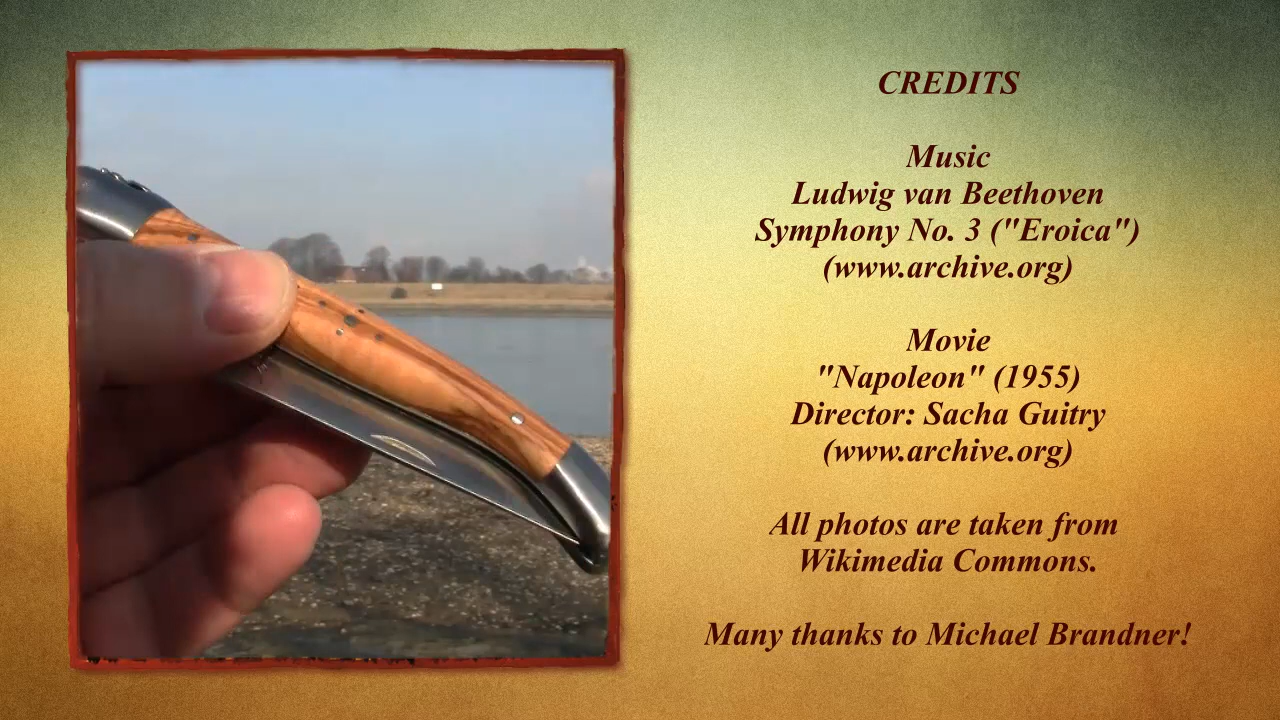 CREDITS
Music
Ludwig van Beethoven
Symphony No. 3 ("Eroica")
(www.archive.org)
Movie
"Napoleon" (1955)
Director: Sacha Guitry
(www.archive.org)
All photos are taken from
Wikimedia Commons.
Many thanks to Michael Brandner!